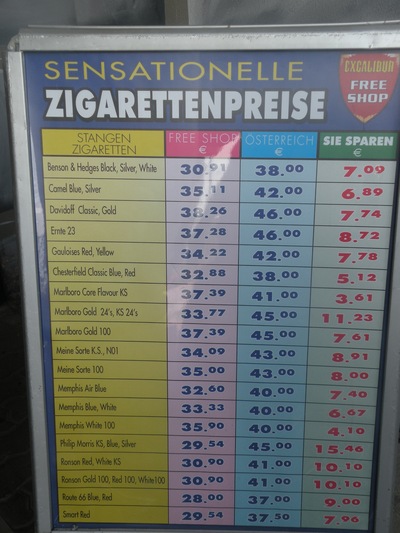 SENSATIONELLE
ZIGARETTENPREISE
EXCALIBUR
FREE
SHOP
STANGEN ZIGARETTEN FREE SHOP € ÖSTERREICH € SIE SPAREN €
Benson & Hedges Black, Silver, White 30.91 38.00 7.09
Camel Blue, Silver 35.11 42.00 6.89
Davidoff Classic, Gold 38.26 46.00 7.74
Ernte 23 37.28 46.00 8.72
Gauloises Red, Yellow 34.22 42.00 7.78
Chesterfield Classic Blue, Red 32.88 38.00 5.12
Marlboro Core Flavour KS 37.39 41.00 3.61
Marlboro Gold 24's, KS 24's 33.77 45.00 11.23
Marlboro Gold 100 37.39 45.00 7.61
Meine Sorte K.S., NO1 34.09 43.00 8.91
Meine Sorte 100 35.00 43.00 8.00
Memphis Air Blue 32.60 40.00 7.40
Memphis Blue, White 33.33 40.00 6.67
Memphis White 100 35.90 40.00 4.10
Philip Morris KS, Blue, Silver 29.54 45.00 15.46
Ronson Red, White KS 30.90 41.00 10.10
Ronson Gold 100, Red 100, White100 30.90 41.00 10.10
Route 66 Blue, Red 28.00 37.00 9.00
Smart Red 29.54 37.50 7.96